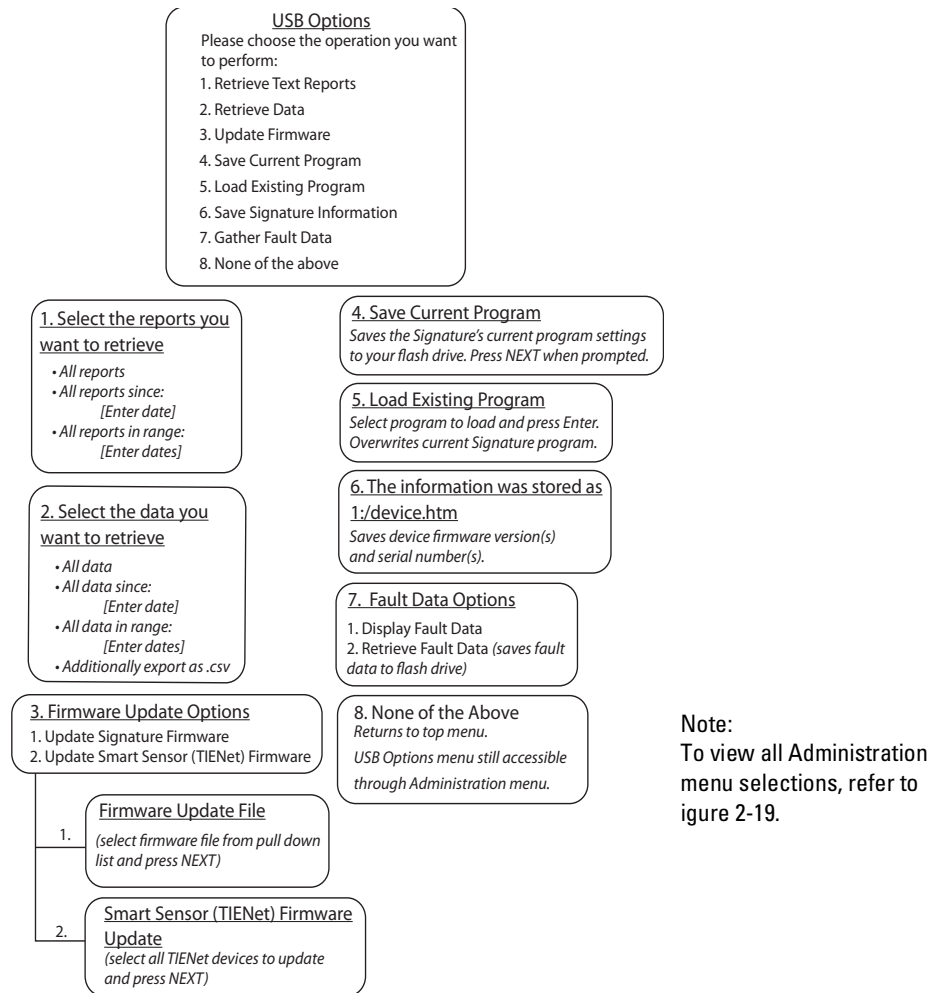 USB Options
Please choose the operation you want
to perform:
1. Retrieve Text Reports
2. Retrieve Data
3. Update Firmware
4. Save Current Program
5. Load Existing Program
6. Save Signature Information
7. Gather Fault Data
8. None of the above
1. Select the reports you
want to retrieve
• All reports
• All reports since:
[Enter date]
• All reports in range:
[Enter dates]
2. Select the data you
want to retrieve
• All data
• All data since:
[Enter date]
• All data in range:
[Enter dates]
• Additionally export as .csv
3. Firmware Update Options
1. Update Signature Firmware
2. Update Smart Sensor (TIENet) Firmware
1.
Firmware Update File
(select firmware file from pull down
list and press NEXT)
2.
Smart Sensor (TIENet) Firmware
Update
(select all TIENet devices to update
and press NEXT)
4. Save Current Program
Saves the Signature's current program settings
to your flash drive. Press NEXT when prompted.
5. Load Existing Program
Select program to load and press Enter.
Overwrites current Signature program.
6. The information was stored as
1:/device.htm
Saves device firmware version(s)
and serial number(s).
7. Fault Data Options
1. Display Fault Data
2. Retrieve Fault Data (saves fault
data to flash drive)
8. None of the Above
Returns to top menu.
USB Options menu still accessible
through Administration menu.
Note:
To view all Administration
menu selections, refer to
igure 2-19.